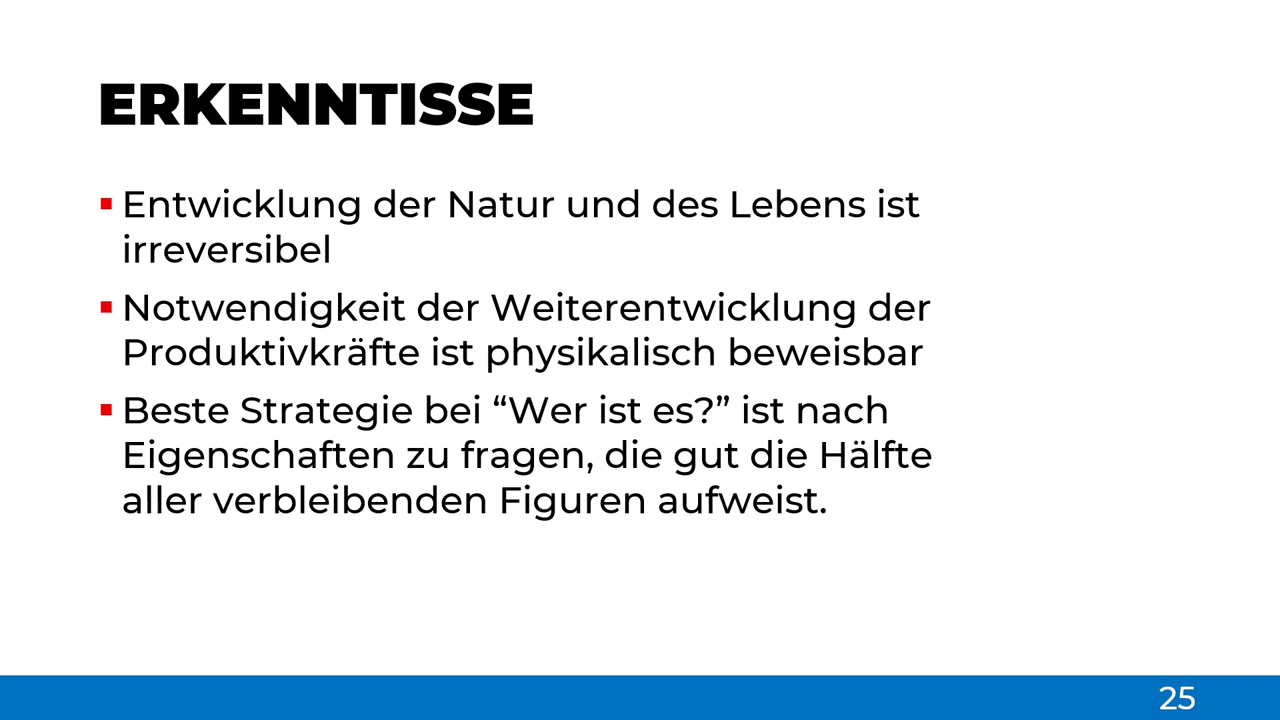 ERKENNTISSE
▪ Entwicklung der Natur und des Lebens ist
irreversibel
▪ Notwendigkeit der Weiterentwicklung der
Produktivkräfte ist physikalisch beweisbar
▪ Beste Strategie bei “Wer ist es?” ist nach
Eigenschaften zu fragen, die gut die Hälfte
aller verbleibenden Figuren aufweist.
25